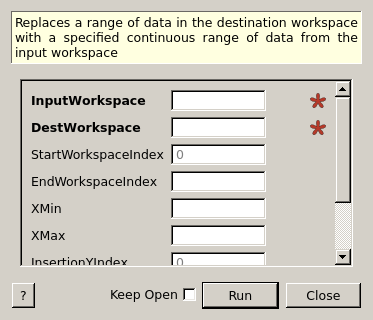 Replaces a range of data in the destination workspace
with a specified continuous range of data from the
input workspace
InputWorkspace
DestWorkspace
StartWorkspaceIndex 0
EndWorkspaceIndex
XMin
XMax
InsertionYIndex 0
? Keep Open Run Close